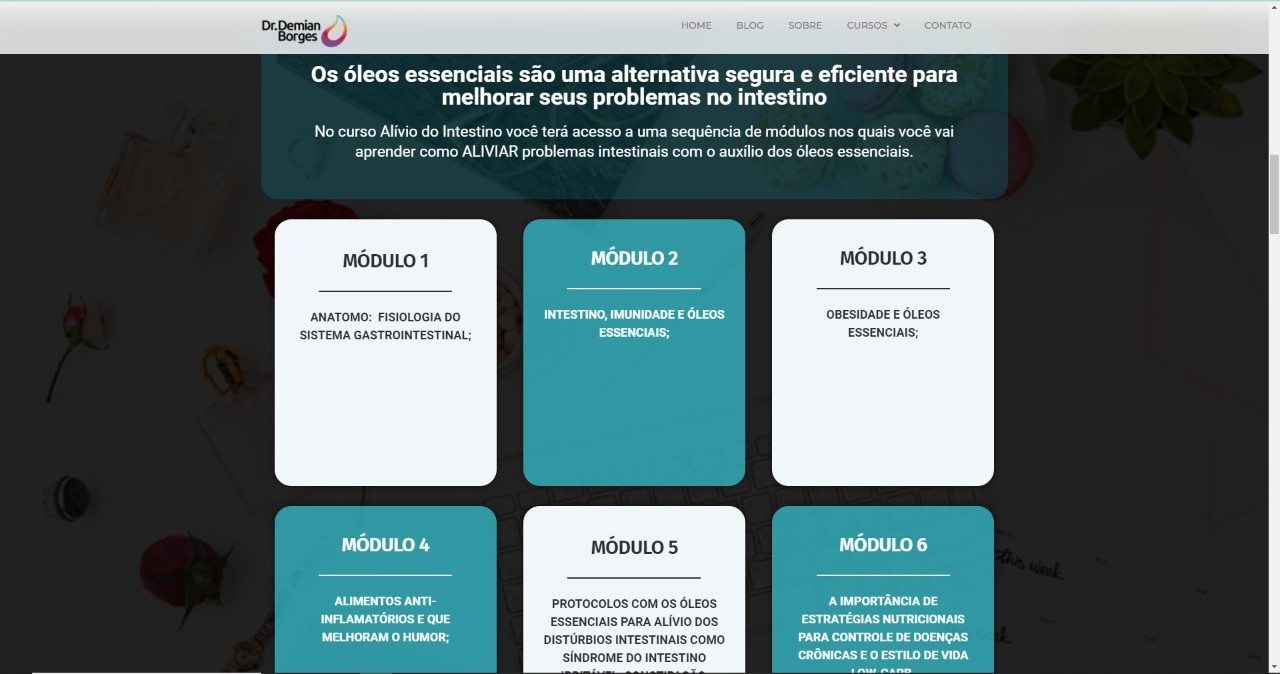 Dr.Demian
Borges
HOME BLOG SOBRE CURSOS CONTATO
Os óleos essenciais são uma alternativa segura e eficiente para
melhorar seus problemas no intestino
No curso Alívio do Intestino você terá acesso a uma sequência de módulos nos quais você vai
aprender como ALIVIAR problemas intestinais com o auxílio dos óleos essenciais.
MÓDULO 1
ANATOMO: FISIOLOGIA DO
SISTEMA GASTROINTESTINAL;
MÓDULO 2
INTESTINO, IMUNIDADE E ÓLEOS
ESSENCIAIS;
MÓDULO 3
OBESIDADE E ÓLEOS
ESSENCIAIS;
MÓDULO 4
ALIMENTOS ANTI-
INFLAMATÓRIOS E QUE
MELHORAM O HUMOR;
MÓDULO 5
PROTOCOLOS COM OS ÓLEOS
ESSENCIAIS PARA ALÍVIO DOS
DISTÚRBIOS INTESTINAIS COMO
SÍNDROME DO INTESTINO
MÓDULO 6
A IMPORTÂNCIA DE
ESTRATÉGIAS NUTRICIONAIS
PARA CONTROLE DE DOENÇAS
CRÔNICAS E O ESTILO DE VIDA
LOW-CARB
this week